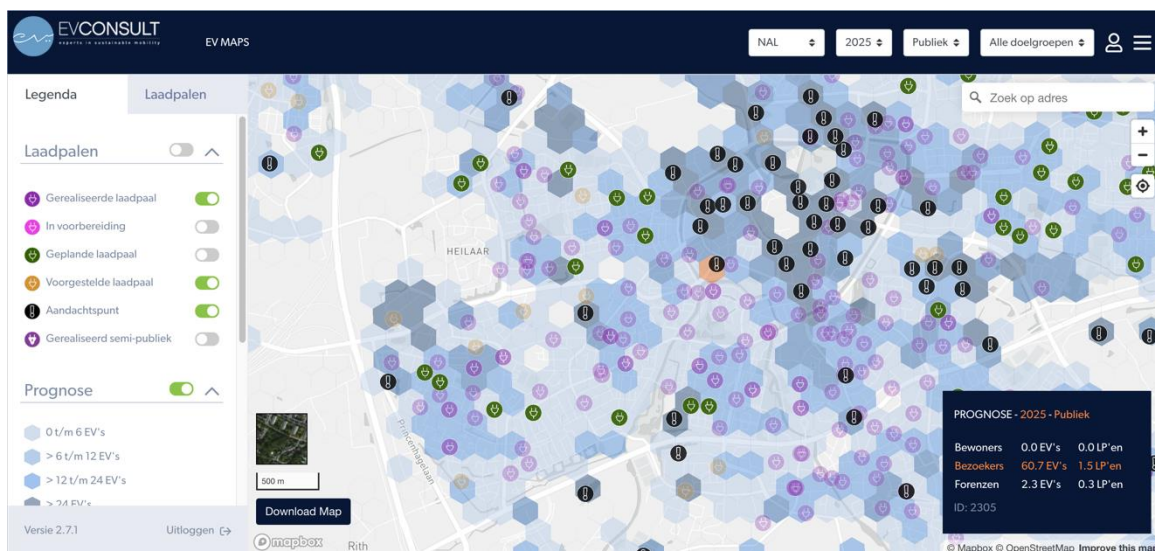 EVCONSULT
experts in sustainable mobility
EV MAPS
NAL
2025
Publiek
Alle doelgroepen
Legenda
Laadpalen
Laadpalen
Gerealiseerde laadpaal
In voorbereiding
Geplande laadpaal
Voorgestelde laadpaal
Aandachtspunt
Gerealiseerd semi-publiek
Prognose
0 t/m 6 EV's
> 6 t/m 12 EV's
> 12 t/m 24 EV's
> 24 EV's
Versie 2.7.1
Uitloggen
Zoek op adres
+
−
HEILAAR
Princenhagelaan
500 m
Download Map
mapbox
Rith
PROGNOSE - 2025 - Publiek
Bewoners 0.0 EV's 0.0 LP'en
Bezoekers 60.7 EV's 1.5 LP'en
Forenzen 2.3 EV's 0.3 LP'en
ID: 2305
© Mapbox © OpenStreetMap Improve this map